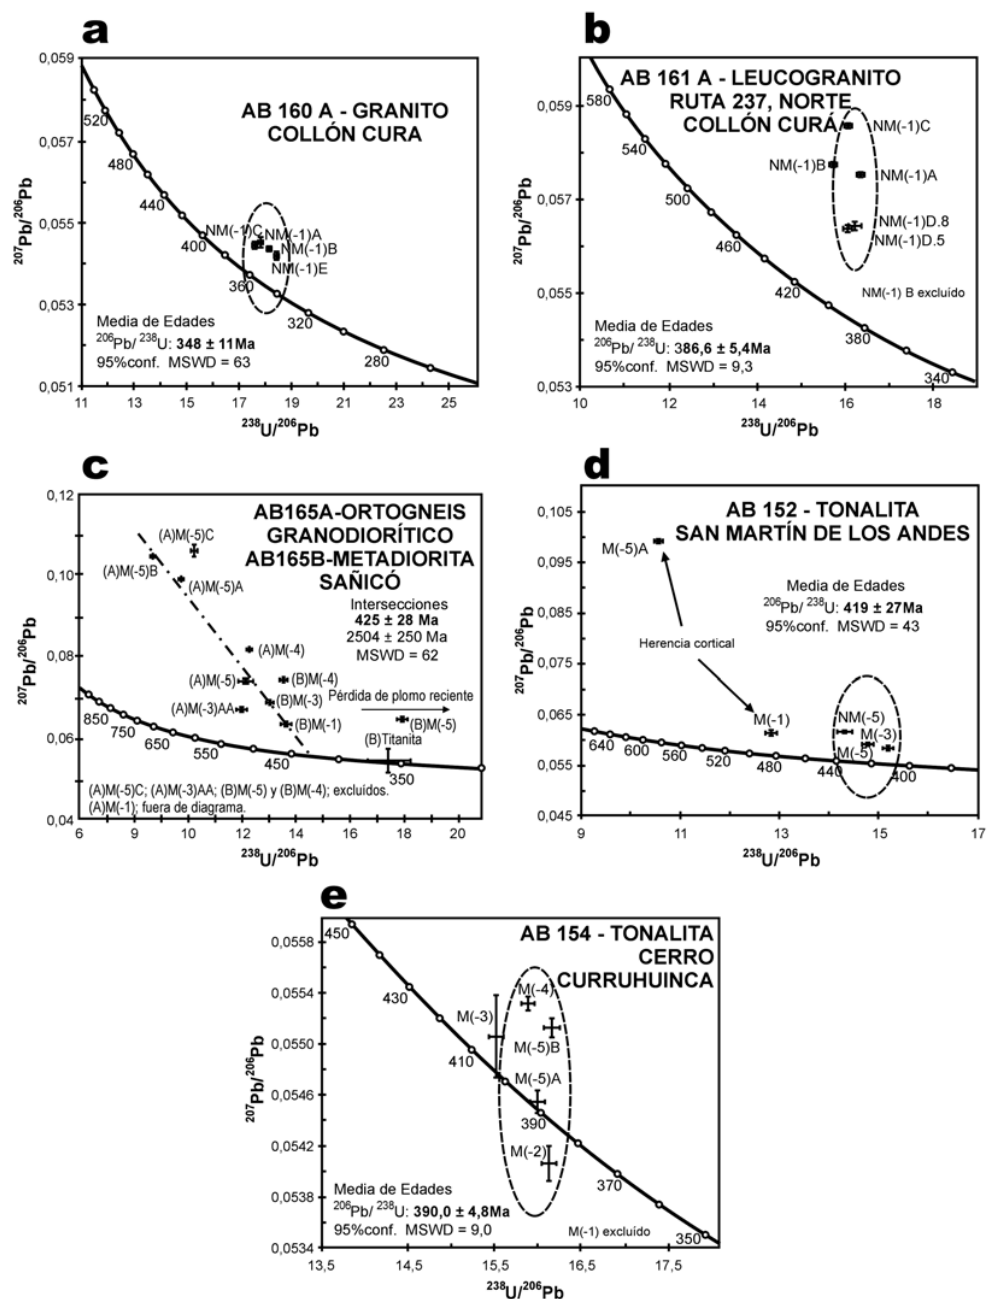 a
AB 160 A - GRANITO
COLLÓN CURA
0,059
0,057
0,055
0,053
0,051
207Pb/206Pb
520
480
440
400
360
320
280
NM(-1)C
NM(-1)A
NM(-1)B
NM(-1)E
Media de Edades
206Pb/ 238U: 348 ± 11Ma
95%conf. MSWD = 63
11 13 15 17 19 21 23 25
238U/206Pb
b
AB 161 A - LEUCOGRANITO
RUTA 237, NORTE
COLLÓN CURÁ
0,059
0,057
0,055
0,053
207Pb/206Pb
580
540
500
460
420
380
340
NM(-1)C
NM(-1)B
NM(-1)A
NM(-1)D.8
NM(-1)D.5
NM(-1) B excluído
Media de Edades
206Pb/ 238U: 386,6 ± 5,4Ma
95%conf. MSWD = 9,3
10 12 14 16 18
238U/206Pb
c
AB165A-ORTOGNEIS
GRANODIORÍTICO
AB165B-METADIORITA
SAÑICÓ
0,12
0,10
0,08
0,06
0,04
207Pb/206Pb
Intersecciones
425 ± 28 Ma
2504 ± 250 Ma
MSWD = 62
(A)M(-5)C
(A)M(-5)B
(A)M(-5)A
(A)M(-4)
(A)M(-5)
(B)M(-4)
(B)M(-3)
(A)M(-3)AA
(B)M(-1)
Pérdida de plomo reciente
(B)M(-5)
(B)Titanita
850
750
650
550
450
350
(A)M(-5)C; (A)M(-3)AA; (B)M(-5) y (B)M(-4); excluídos.
(A)M(-1); fuera de diagrama.
6 8 10 12 14 16 18 20
238U/206Pb
d
AB 152 - TONALITA
SAN MARTÍN DE LOS ANDES
0,105
0,095
0,085
0,075
0,065
0,055
0,045
207Pb/206Pb
M(-5)A
Media de Edades
206Pb/ 238U: 419 ± 27Ma
95%conf. MSWD = 43
Herencia cortical
M(-1)
NM(-5)
M(-3)
M(-5)
640
600
560
520
480
440
400
9 11 13 15 17
238U/206Pb
e
AB 154 - TONALITA
CERRO
CURRUHUINCA
0,0558
0,0554
0,0550
0,0546
0,0542
0,0538
0,0534
207Pb/206Pb
450
430
410
390
370
350
M(-4)
M(-3)
M(-5)B
M(-5)A
M(-2)
Media de Edades
206Pb/ 238U: 390,0 ± 4,8Ma
95%conf. MSWD = 9,0
M(-1) excluído
13,5 14,5 15,5 16,5 17,5
238U/206Pb